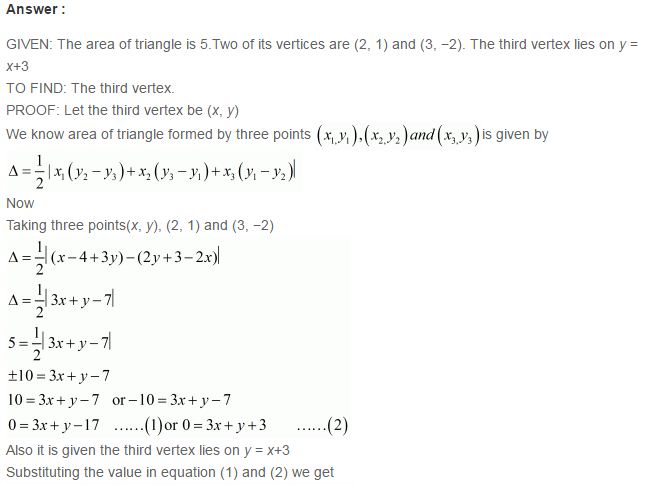 Answer :
GIVEN: The area of triangle is 5.Two of its vertices are (2, 1) and (3, −2). The third vertex lies on y =
x+3
TO FIND: The third vertex.
PROOF: Let the third vertex be (x, y)
We know area of triangle formed by three points (x₁,y₁),(x₂,y₂)and(x₃,y₃)is given by
Δ = 1/2 | x₁(y₂ − y₃)+ x₂(y₃ − y₁)+ x₃(y₁ − y₂)|
Now
Taking three points(x, y), (2, 1) and (3, −2)
Δ = 1/2 |(x − 4 + 3y) − (2y + 3 − 2x)|
Δ = 1/2 | 3x + y − 7|
5 = 1/2 | 3x + y − 7|
±10 = 3x + y − 7
10 = 3x + y − 7 or −10 = 3x + y − 7
0 = 3x + y − 17 ……(1)or 0 = 3x + y + 3 ……(2)
Also it is given the third vertex lies on y = x+3
Substituting the value in equation (1) and (2) we get